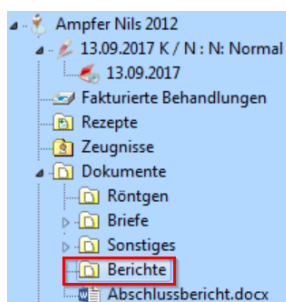 Ampfer Nils 2012
13.09.2017 K / N : N: Normal
13.09.2017
Fakturierte Behandlungen
Rezepte
Zeugnisse
Dokumente
Röntgen
Briefe
Sonstiges
Berichte
Abschlussbericht.docx